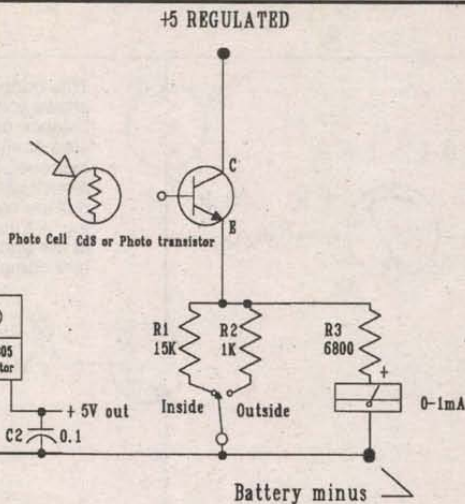 +5 REGULATED
C
E
Photo Cell CdS or Photo transistor
R1
15K
R2
1K
R3
6800
+
0-1mA
Inside
Outside
+ 5V out
C2
0.1
Battery minus